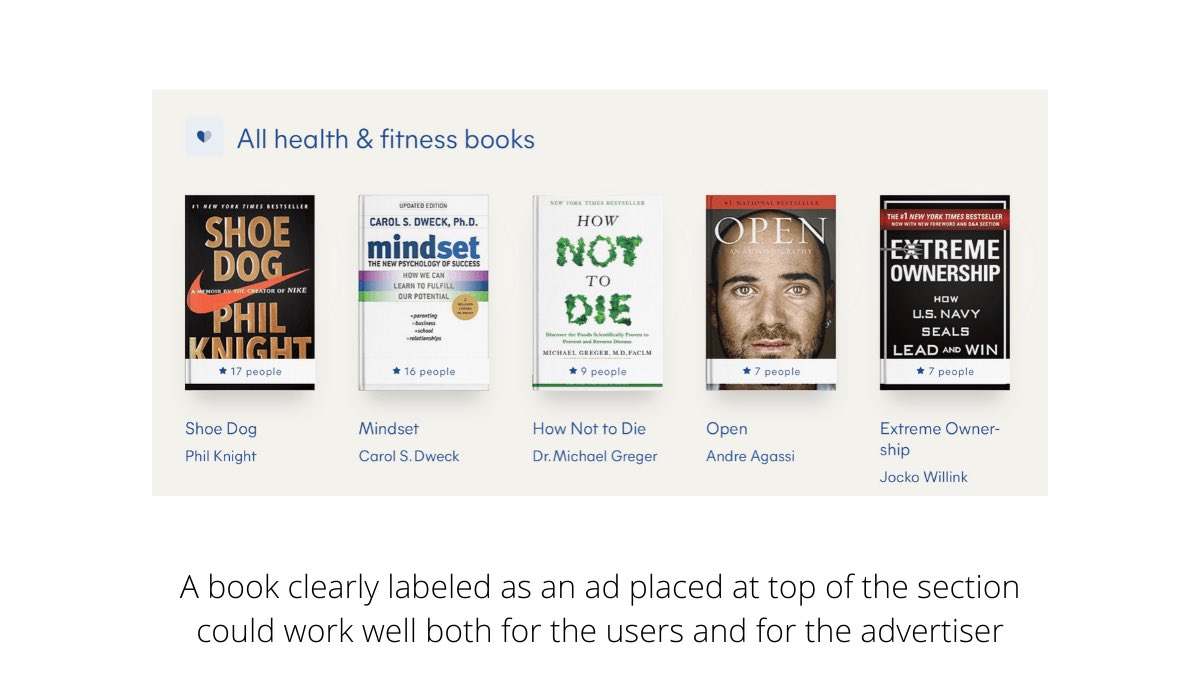 All health & fitness books
#1 NEW YORK TIMES BESTSELLER
SHOE
DOG
A MEMOIR BY THE CREATOR OF NIKE
PHIL
KNIGHT
★ 17 people
UPDATED EDITION
CAROL S. DWECK, Ph.D.
mindset
THE NEW PSYCHOLOGY OF SUCCESS
HOW WE CAN
LEARN TO FULFILL
OUR POTENTIAL
•parenting
•business
•school
•relationships
★ 16 people
NEW YORK TIMES BESTSELLER
HOW
NOT
TO
DIE
Discover the Foods Scientifically Proven to
Prevent and Reverse Disease
MICHAEL GREGER, M.D., FACLM
★ 9 people
#1 NATIONAL BESTSELLER
OPEN
AN AUTOBIOGRAPHY
★ 7 people
THE #1 NEW YORK TIMES BESTSELLER
NOW WITH NEW FOREWORD AND Q&A SECTION
EXTREME
OWNERSHIP
HOW
U.S. NAVY
SEALS
LEAD AND WIN
★ 7 people
Shoe Dog
Phil Knight
Mindset
Carol S. Dweck
How Not to Die
Dr. Michael Greger
Open
Andre Agassi
Extreme Owner-
ship
Jocko Willink
A book clearly labeled as an ad placed at top of the section
could work well both for the users and for the advertiser